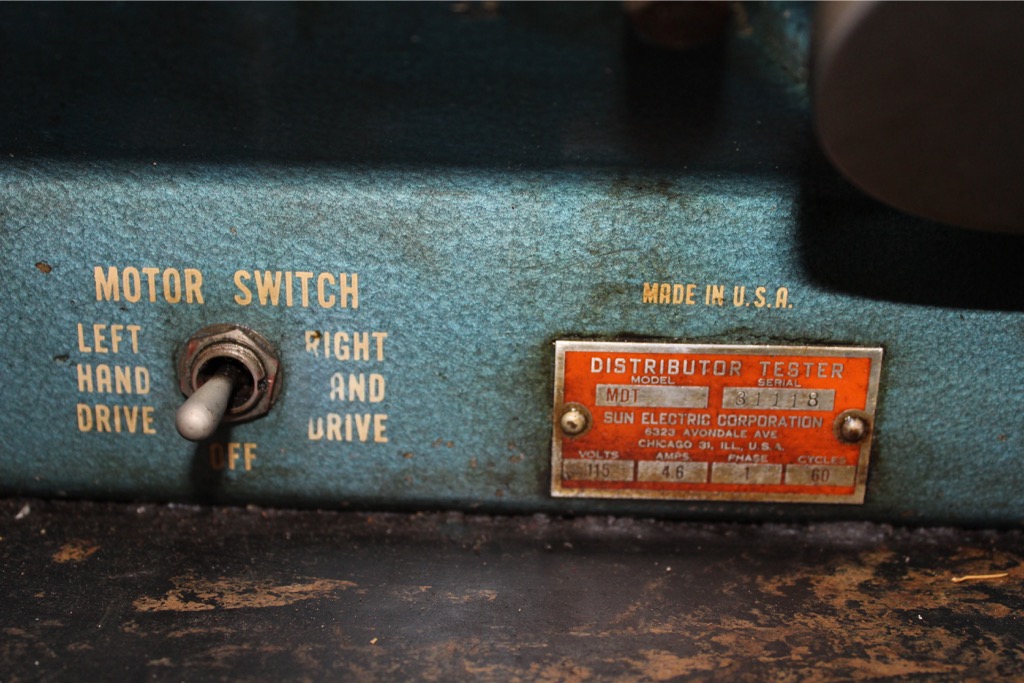 MOTOR SWITCH
LEFT
HAND
DRIVE
RIGHT
AND
DRIVE
OFF
MADE IN U.S.A.
DISTRIBUTOR TESTER
MODEL SERIAL
MDT 31118
SUN ELECTRIC CORPORATION
6323 AVONDALE AVE.
CHICAGO 31, ILL., U.S.A.
VOLTS AMPS. PHASE CYCLES
115 4.6 1 60